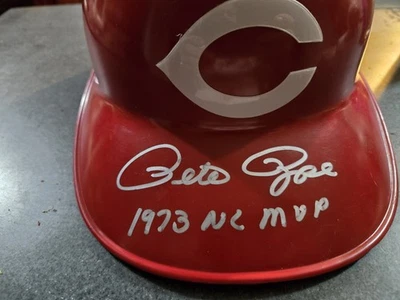 C
Pete Rose
1973 NL MVP